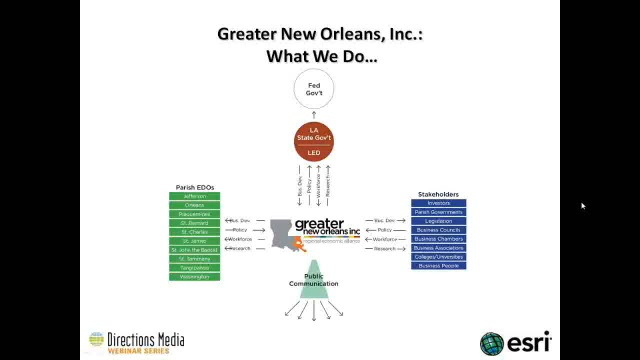 Greater New Orleans, Inc.:
What We Do…
Fed
Gov't
LA
State Gov't
LED
Bus. Dev.
Policy
Workforce
Research
Parish EDOs
Jefferson
Orleans
Plaquemines
St. Bernard
St. Charles
St. James
St. John the Baptist
St. Tammany
Tangipahoa
Washington
Bus. Dev.
Policy
Workforce
Research
greater
new orleans inc
regional economic alliance
Bus. Dev.
Policy
Workforce
Research
Stakeholders
Investors
Parish Governments
Legislation
Business Councils
Business Chambers
Business Associations
Colleges/Universities
Business People
Public
Communication
Directions Media
WEBINAR SERIES
esri